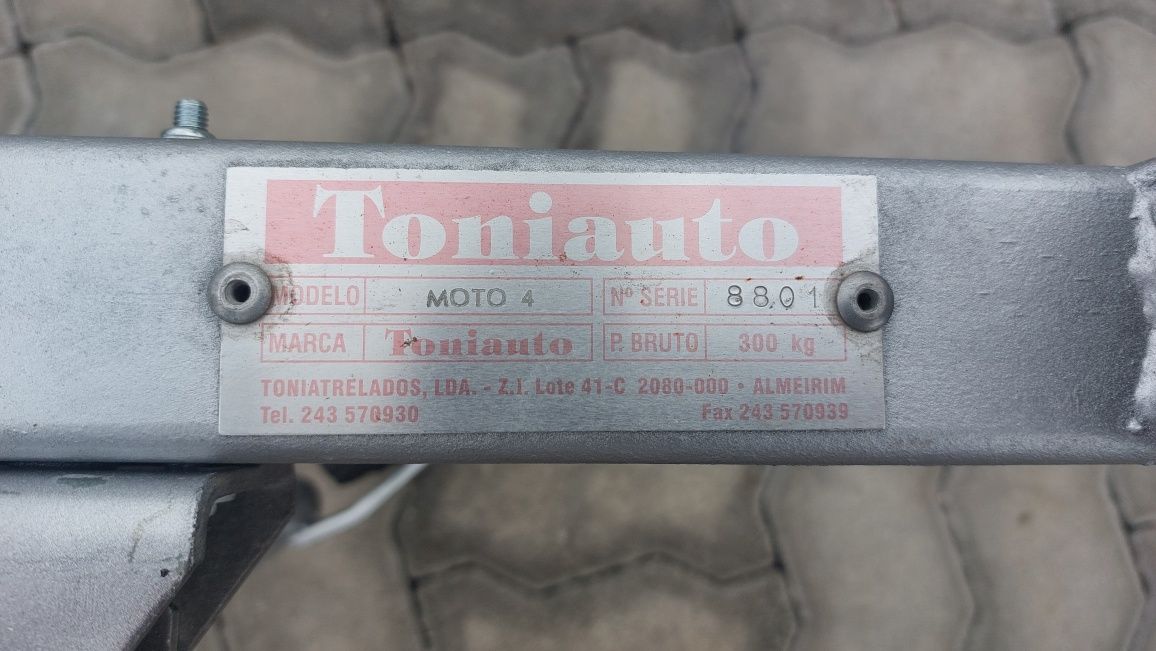 Toniauto
MODELO MOTO 4 Nº SERIE 8801
MARCA Toniauto P. BRUTO 300 kg
TONIATRELADOS, LDA. - Z.I. Lote 41-C 2080-000 • ALMEIRIM
Tel. 243 570930 Fax 243 570939